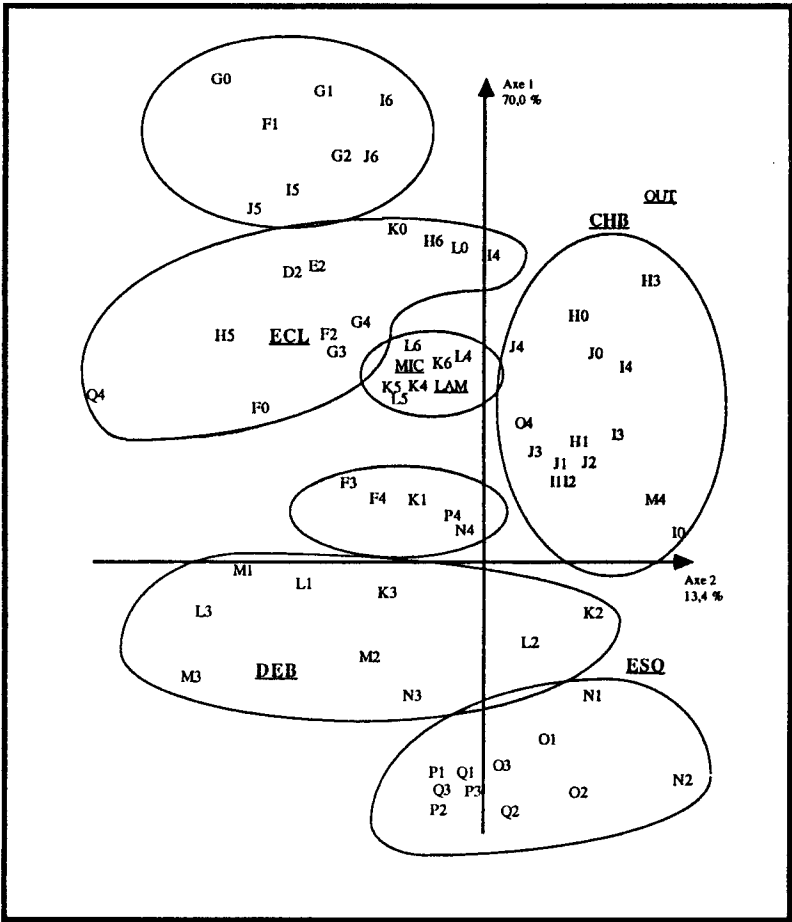 G0
G1
I6
Axe 1
70,0 %
F1
G2 J6
I5
J5
OUT
CHB
K0
H6
L0
I4
D2 E2
H3
H0
G4
H5
ECL
F2
G3
J4
L6
L4
J0
I4
MIC
K6
K5 K4 LAM
L5
Q4
F0
O4
H1
I3
J3
J1 J2
I1 I2
F3
F4
K1
P4
N4
M4
I0
Axe 2
13,4 %
M1
L1
K3
L3
K2
L2
M2
M3
DEB
ESQ
N3
N1
O1
P1 Q1 O3
N2
Q3 P3
O2
P2
Q2